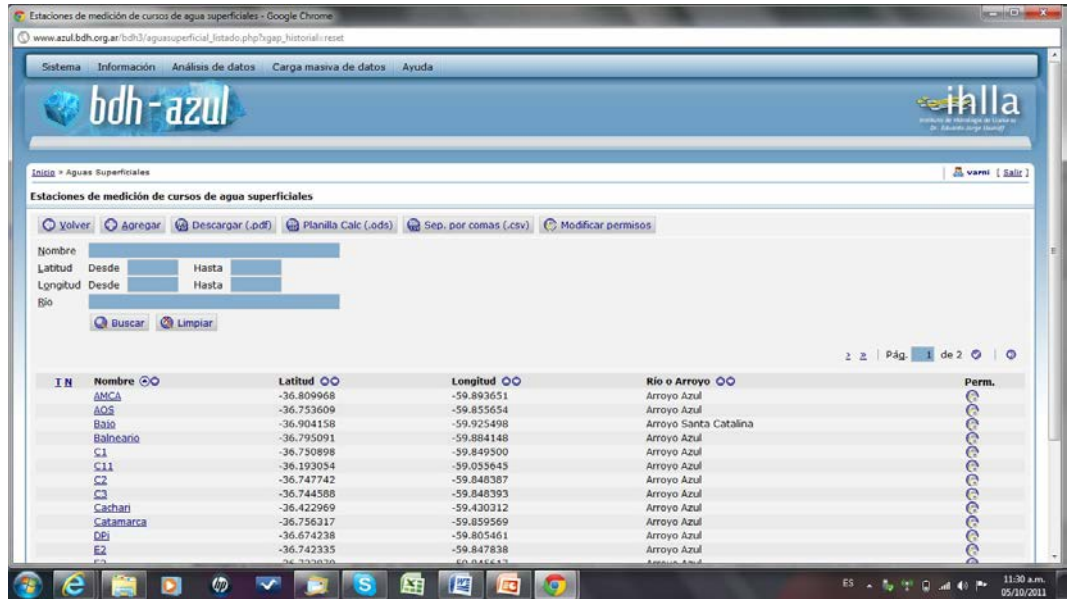 Estaciones de medición de cursos de agua superficiales - Google Chrome
www.azul.bdh.org.ar/bdh3/aguasuperficial_listado.php?xgap_historial=reset
Sistema Información Análisis de datos Carga masiva de datos Ayuda
bdh-azul ihlla
Instituto de Hidrología de Llanuras
Inicio » Aguas Superficiales varni [ Salir ]
Estaciones de medición de cursos de agua superficiales
Volver Agregar Descargar (.pdf) Planilla Calc (.ods) Sep. por comas (.csv) Modificar permisos
Nombre
Latitud Desde Hasta
Longitud Desde Hasta
Río
Buscar Limpiar
Pág. 1 de 2
I N Nombre Latitud Longitud Río o Arroyo Perm.
AMCA -36.809968 -59.893651 Arroyo Azul
AOS -36.753609 -59.855654 Arroyo Azul
Bajo -36.904158 -59.925498 Arroyo Santa Catalina
Balneario -36.795091 -59.884148 Arroyo Azul
C1 -36.750898 -59.849500 Arroyo Azul
C11 -36.193054 -59.055645 Arroyo Azul
C2 -36.747742 -59.848387 Arroyo Azul
C3 -36.744588 -59.848393 Arroyo Azul
Cachari -36.422969 -59.430312 Arroyo Azul
Catamarca -36.756317 -59.859569 Arroyo Azul
DPi -36.674238 -59.805461 Arroyo Azul
E2 -36.742335 -59.847838 Arroyo Azul
ES 11:30 a.m.
05/10/2011